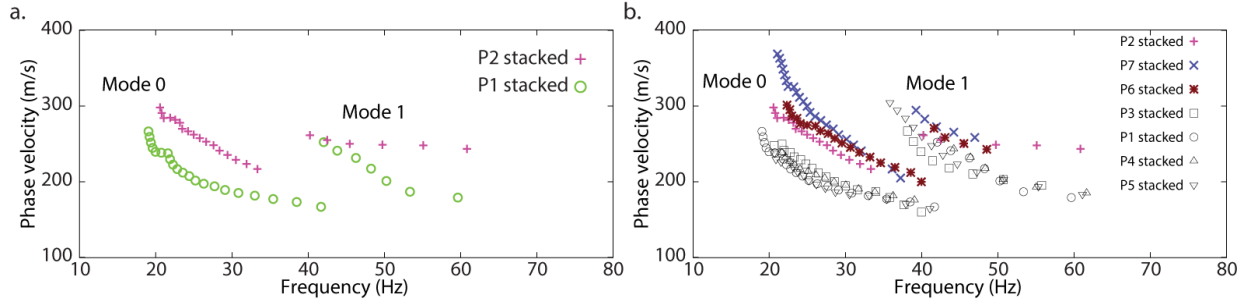 a.
400
300
200
100
Phase velocity (m/s)
Mode 0
Mode 1
P2 stacked
P1 stacked
10 20 30 40 50 60 70 80
Frequency (Hz)
b.
400
300
200
100
Phase velocity (m/s)
Mode 0
Mode 1
P2 stacked
P7 stacked
P6 stacked
P3 stacked
P1 stacked
P4 stacked
P5 stacked
10 20 30 40 50 60 70 80
Frequency (Hz)